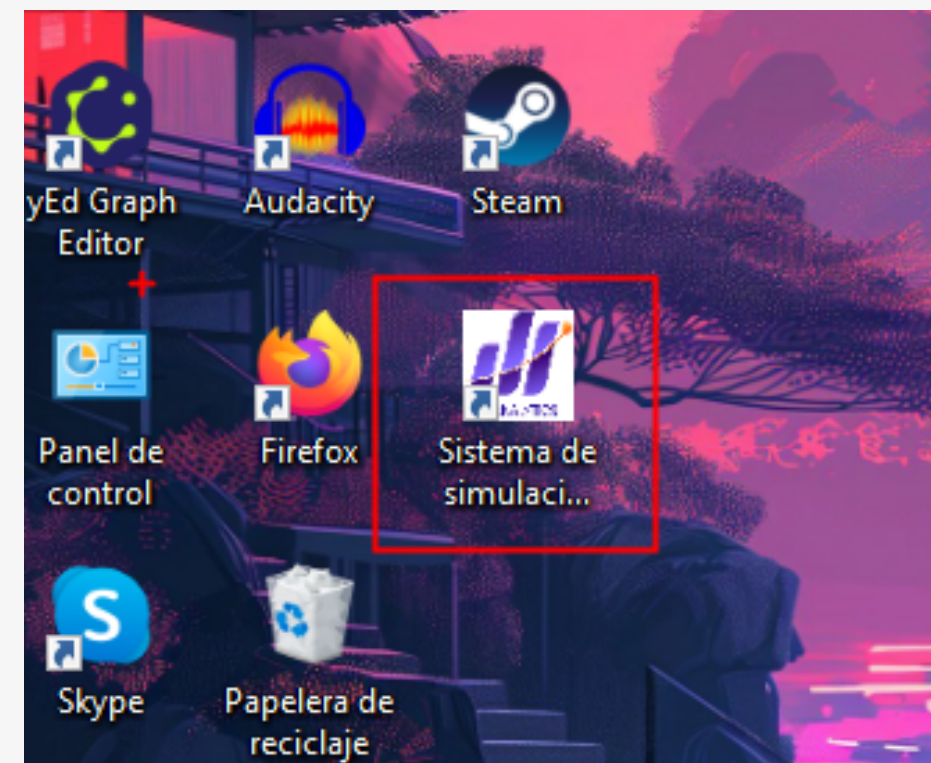 yEd Graph
Editor
Audacity
Steam
Panel de
control
Firefox
Sistema de
simulaci...
Skype
Papelera de
reciclaje